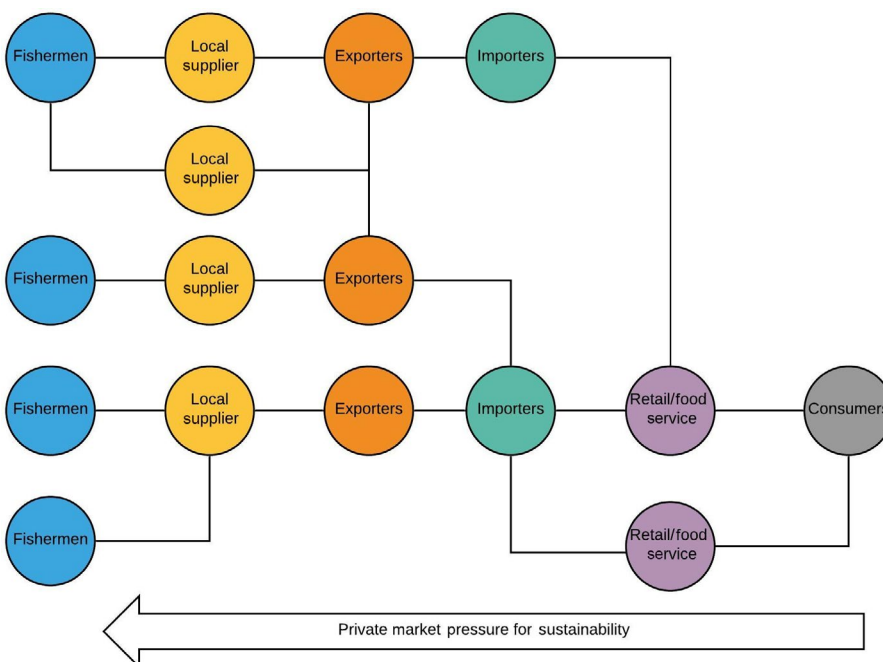 Fishermen
Local
supplier
Exporters
Importers
Local
supplier
Fishermen
Local
supplier
Exporters
Fishermen
Local
supplier
Exporters
Importers
Retail/food
service
Consumers
Fishermen
Retail/food
service
Private market pressure for sustainability